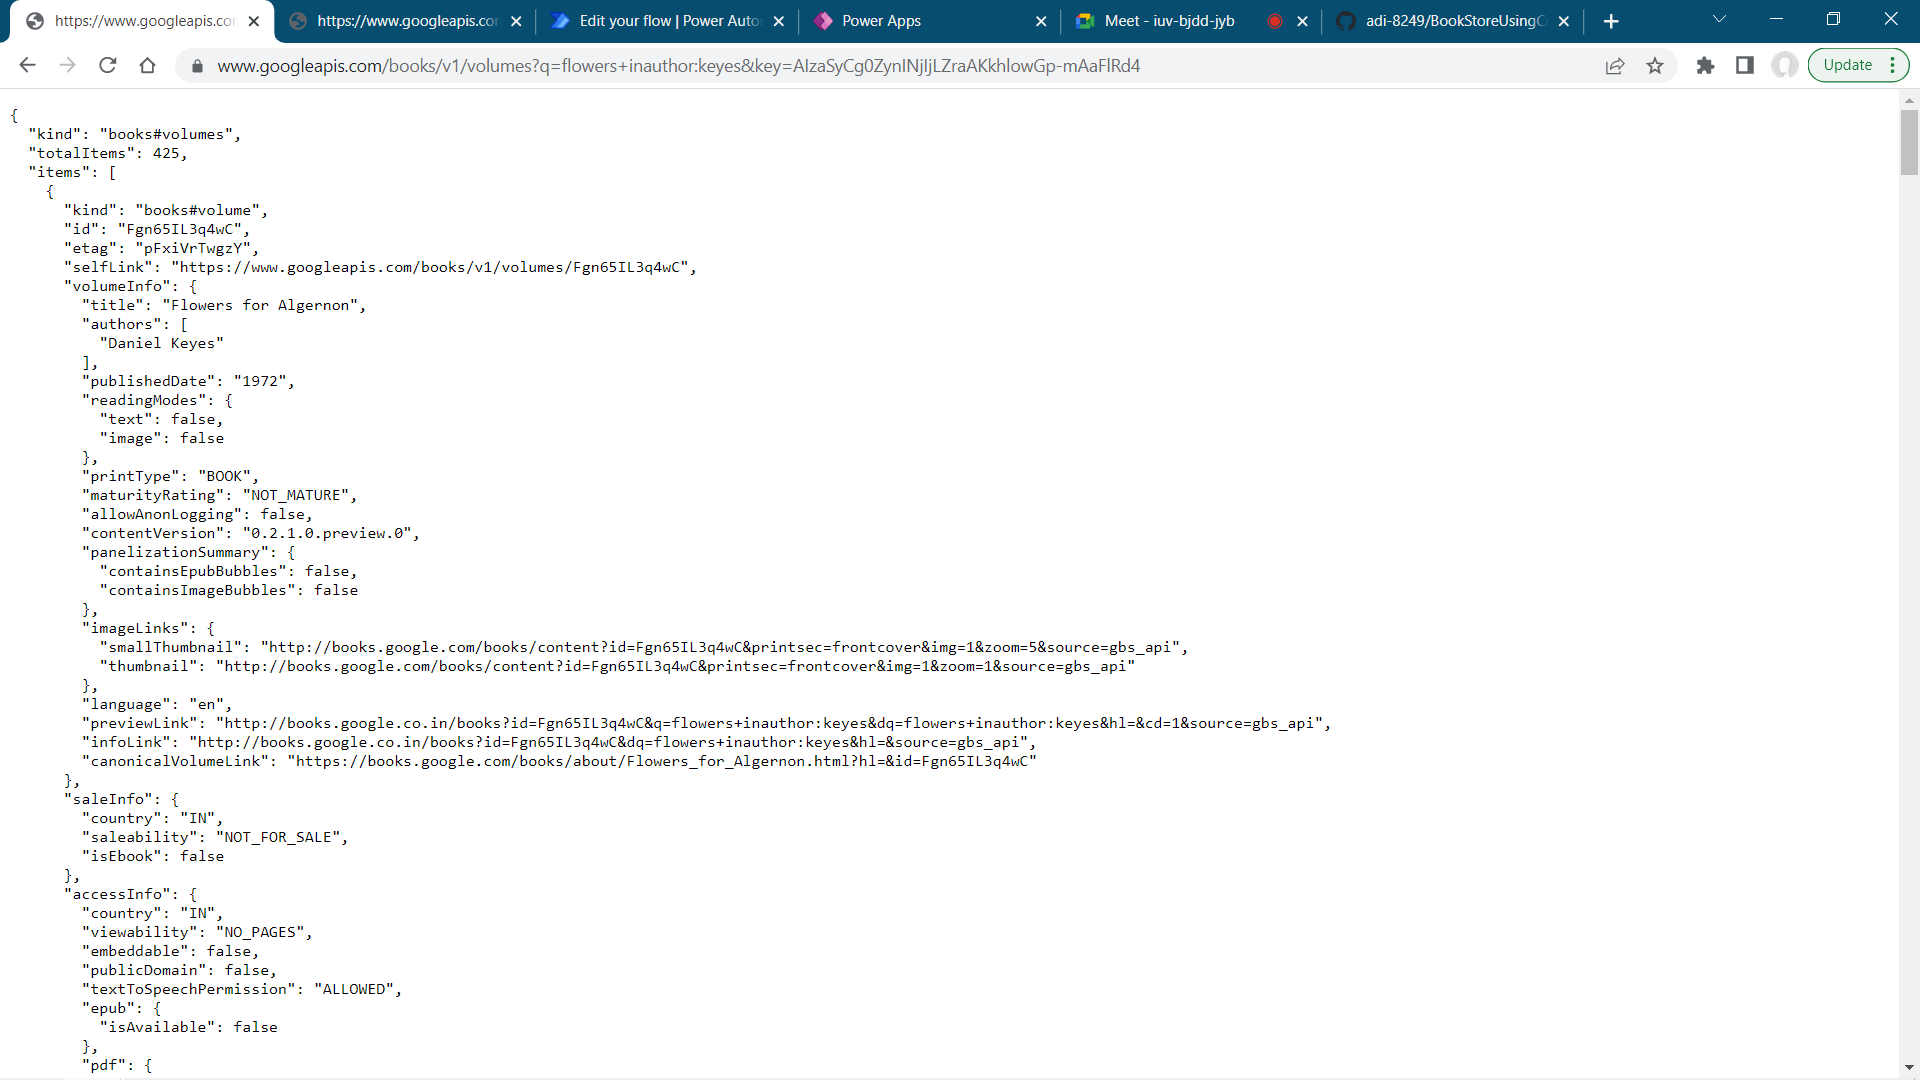 https://www.googleapis.cor
https://www.googleapis.cor
Edit your flow | Power Auto
Power Apps
Meet - iuv-bjdd-jyb
adi-8249/BookStoreUsingC
www.googleapis.com/books/v1/volumes?q=flowers+inauthor:keyes&key=[redacted]
Update
{
"kind": "books#volumes",
"totalItems": 425,
"items": [
{
"kind": "books#volume",
"id": "Fgn65IL3q4wC",
"etag": "pFxiVrTwgzY",
"selfLink": "https://www.googleapis.com/books/v1/volumes/Fgn65IL3q4wC",
"volumeInfo": {
"title": "Flowers for Algernon",
"authors": [
"Daniel Keyes"
],
"publishedDate": "1972",
"readingModes": {
"text": false,
"image": false
},
"printType": "BOOK",
"maturityRating": "NOT_MATURE",
"allowAnonLogging": false,
"contentVersion": "0.2.1.0.preview.0",
"panelizationSummary": {
"containsEpubBubbles": false,
"containsImageBubbles": false
},
"imageLinks": {
"smallThumbnail": "http://books.google.com/books/content?id=Fgn65IL3q4wC&printsec=frontcover&img=1&zoom=5&source=gbs_api",
"thumbnail": "http://books.google.com/books/content?id=Fgn65IL3q4wC&printsec=frontcover&img=1&zoom=1&source=gbs_api"
},
"language": "en",
"previewLink": "http://books.google.co.in/books?id=Fgn65IL3q4wC&q=flowers+inauthor:keyes&dq=flowers+inauthor:keyes&hl=&cd=1&source=gbs_api",
"infoLink": "http://books.google.co.in/books?id=Fgn65IL3q4wC&dq=flowers+inauthor:keyes&hl=&source=gbs_api",
"canonicalVolumeLink": "https://books.google.com/books/about/Flowers_for_Algernon.html?hl=&id=Fgn65IL3q4wC"
},
"saleInfo": {
"country": "IN",
"saleability": "NOT_FOR_SALE",
"isEbook": false
},
"accessInfo": {
"country": "IN",
"viewability": "NO_PAGES",
"embeddable": false,
"publicDomain": false,
"textToSpeechPermission": "ALLOWED",
"epub": {
"isAvailable": false
},
"pdf": {